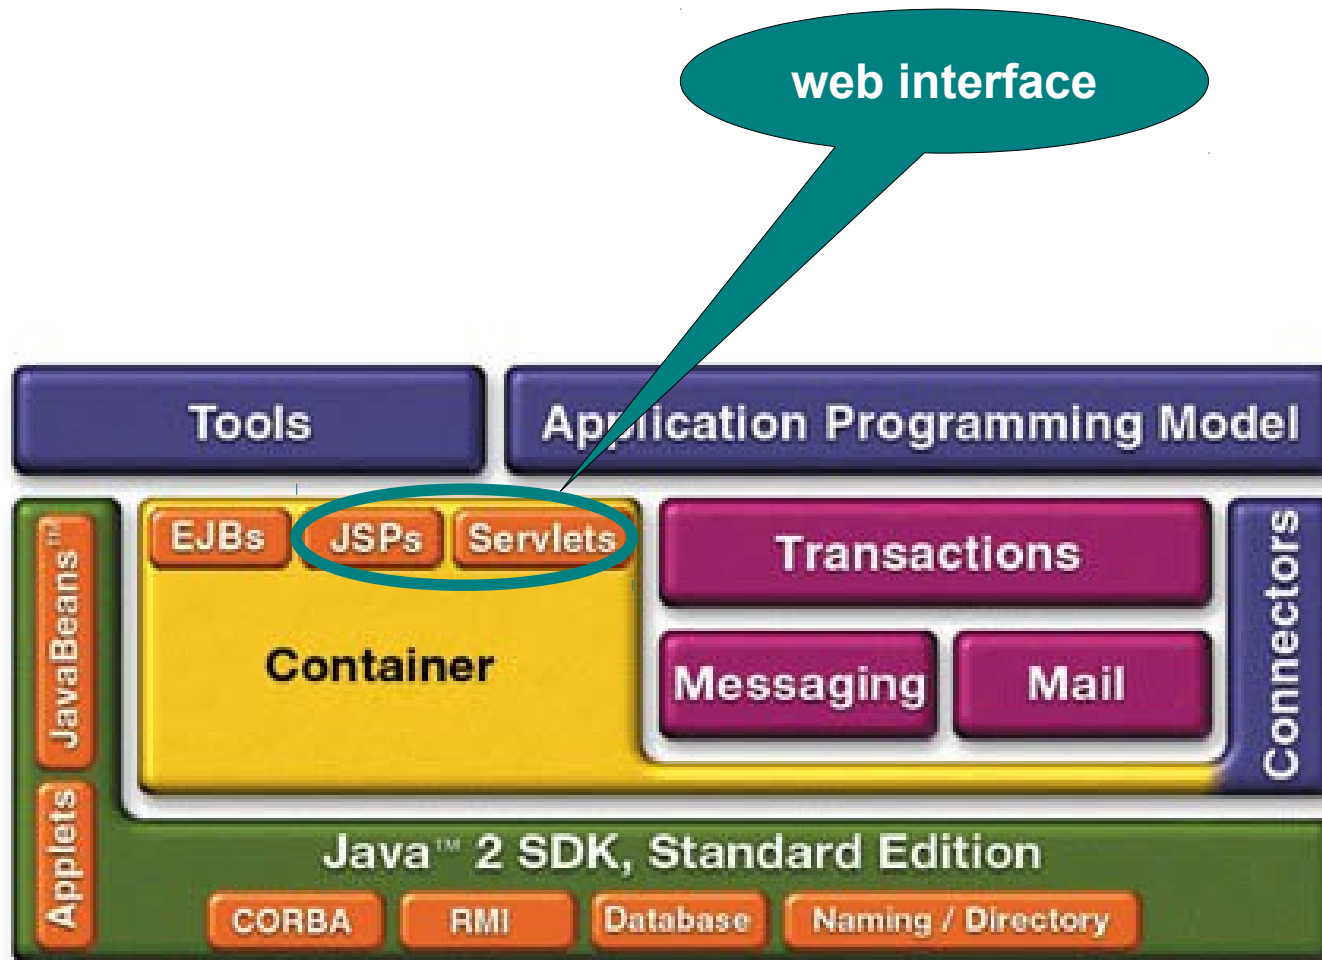 web interface
Tools
Application Programming Model
EJBs
JSPs
Servlets
Transactions
JavaBeans™
Container
Messaging
Mail
Connectors
Applets
Java™ 2 SDK, Standard Edition
CORBA
RMI
Database
Naming / Directory